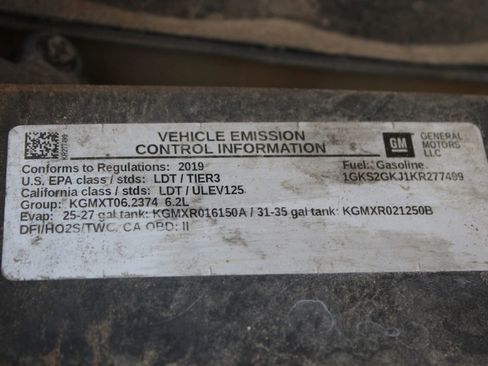 VEHICLE EMISSION
CONTROL INFORMATION
GM
GENERAL
MOTORS
LLC
KR277499
Conforms to Regulations: 2019
Fuel: Gasoline
U.S. EPA class / stds: LDT / TIER3
1GKS2GKJ1KR277499
California class / stds: LDT / ULEV125
Group: KGMXT06.2374 6.2L
Evap: 25-27 gal tank: KGMXR016150A / 31-35 gal tank: KGMXR021250B
DFI/HO2S/TWC, CA OBD: II